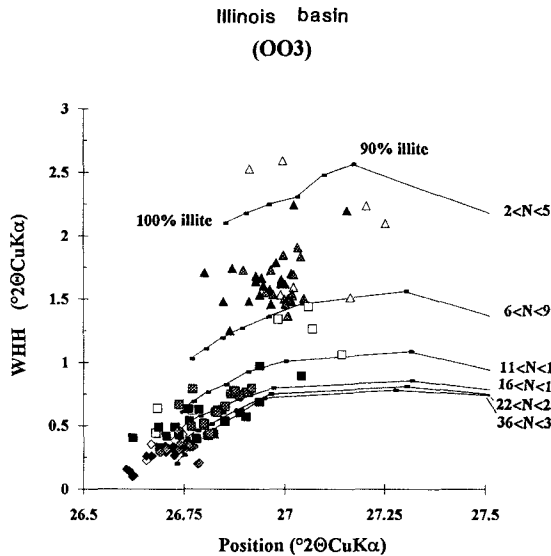 Illinois basin
(OO3)
3
2.5
2
1.5
1
0.5
0
WHH (°2ΘCuKα)
90% illite
100% illite
2<N<5
6<N<9
11<N<1
16<N<1
22<N<2
36<N<3
26.5 26.75 27 27.25 27.5
Position (°2ΘCuKα)